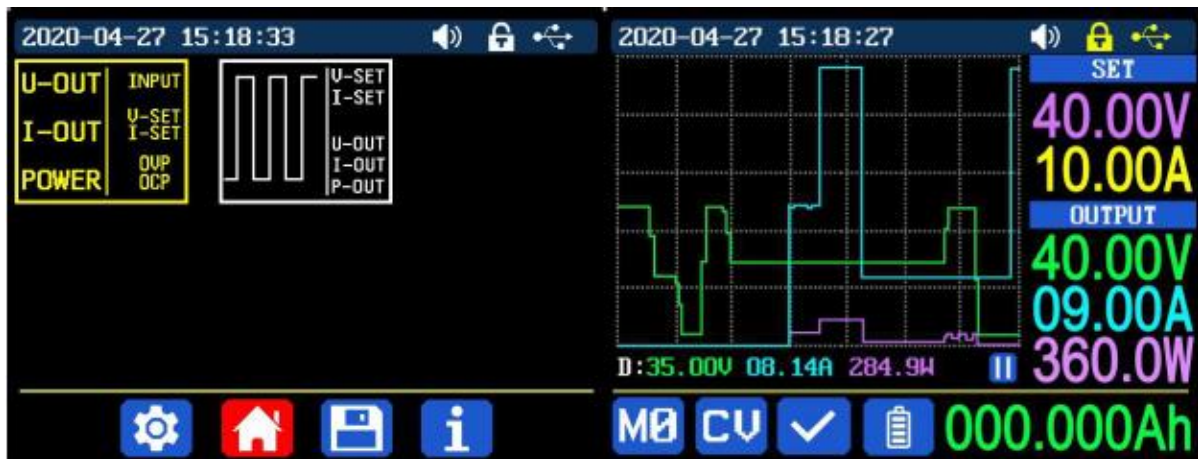 2020-04-27 15:18:33
U-OUT
I-OUT
POWER
INPUT
V-SET
I-SET
OVP
OCP
V-SET
I-SET
U-OUT
I-OUT
P-OUT
i
2020-04-27 15:18:27
SET
40.00V
10.00A
OUTPUT
40.00V
09.00A
360.0W
D:35.00V 08.14A 284.9W
M0 CV 000.000Ah